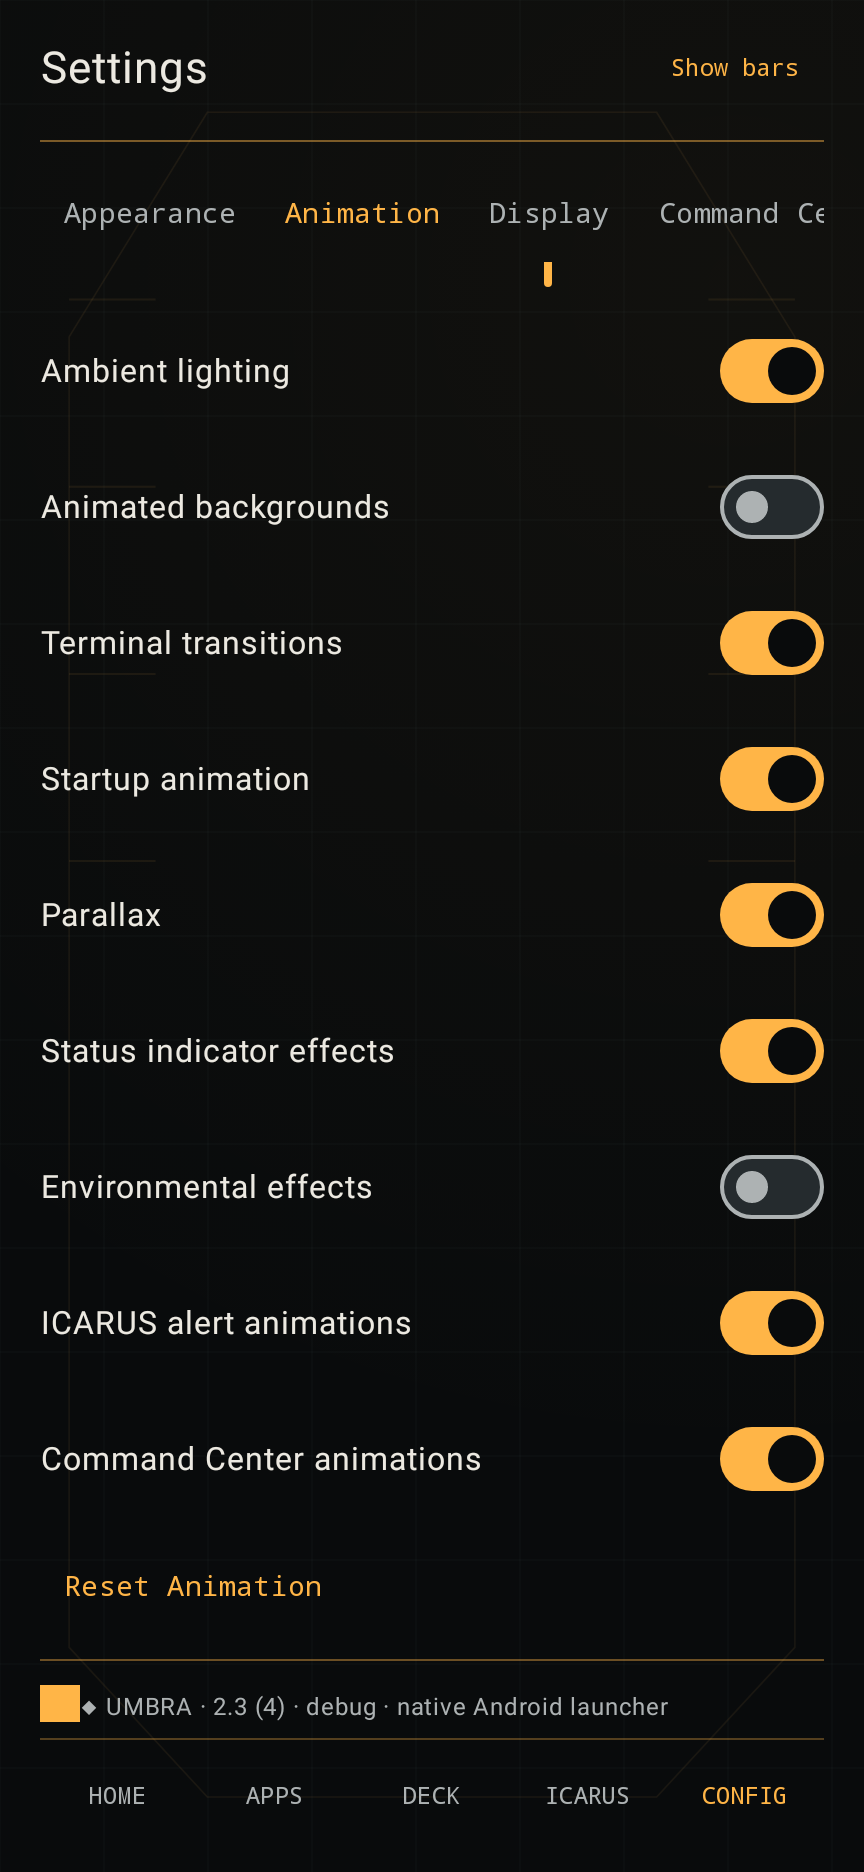 Settings
Show bars
Appearance Animation Display Command Ce
Ambient lighting
Animated backgrounds
Terminal transitions
Startup animation
Parallax
Status indicator effects
Environmental effects
ICARUS alert animations
Command Center animations
Reset Animation
◆ UMBRA · 2.3 (4) · debug · native Android launcher
HOME APPS DECK ICARUS CONFIG